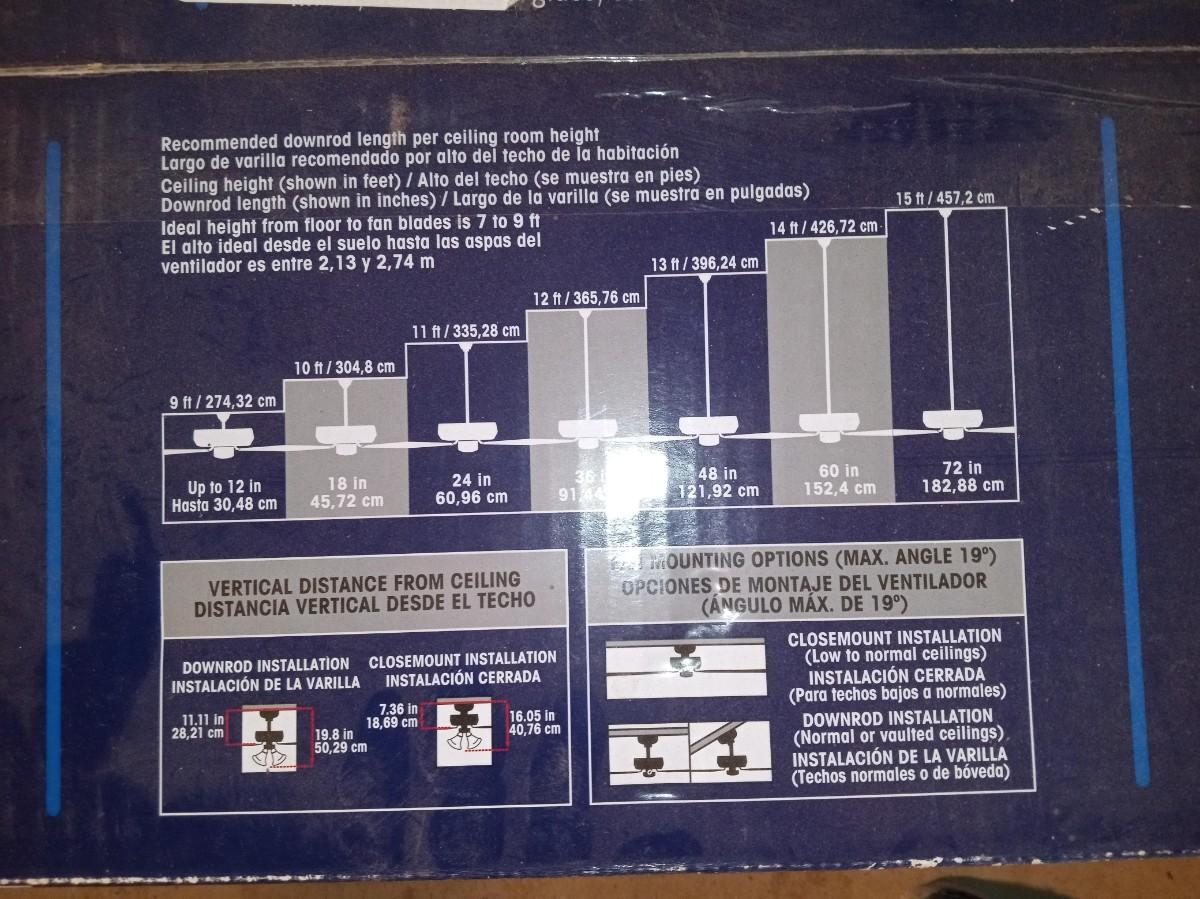 Recommended downrod length per ceiling room height
Largo de varilla recomendado por alto del techo de la habitación
Ceiling height (shown in feet) / Alto del techo (se muestra en pies)
Downrod length (shown in inches) / Largo de la varilla (se muestra en pulgadas)
Ideal height from floor to fan blades is 7 to 9 ft
El alto ideal desde el suelo hasta las aspas del
ventilador es entre 2,13 y 2,74 m
9 ft / 274,32 cm
10 ft / 304,8 cm
11 ft / 335,28 cm
12 ft / 365,76 cm
13 ft / 396,24 cm
14 ft / 426,72 cm
15 ft / 457,2 cm
Up to 12 in
Hasta 30,48 cm
18 in
45,72 cm
24 in
60,96 cm
36 in
91,44
48 in
121,92 cm
60 in
152,4 cm
72 in
182,88 cm
VERTICAL DISTANCE FROM CEILING
DISTANCIA VERTICAL DESDE EL TECHO
DOWNROD INSTALLATION
INSTALACIÓN DE LA VARILLA
11.11 in
28,21 cm
19.8 in
50,29 cm
CLOSEMOUNT INSTALLATION
INSTALACIÓN CERRADA
7.36 in
18,69 cm
16.05 in
40,76 cm
MOUNTING OPTIONS (MAX. ANGLE 19º)
OPCIONES DE MONTAJE DEL VENTILADOR
(ÁNGULO MÁX. DE 19º)
CLOSEMOUNT INSTALLATION
(Low to normal ceilings)
INSTALACIÓN CERRADA
(Para techos bajos a normales)
DOWNROD INSTALLATION
(Normal or vaulted ceilings)
INSTALACIÓN DE LA VARILLA
(Techos normales o de bóveda)